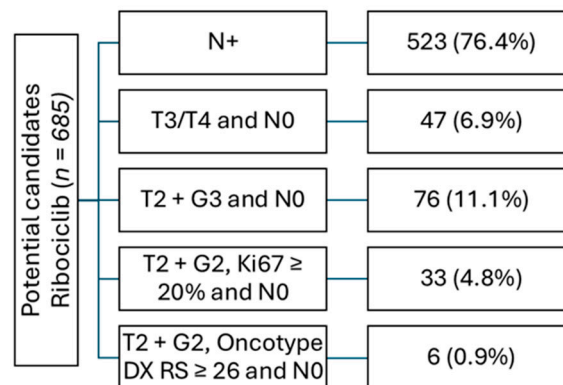 Potential candidates
Ribociclib (n = 685)
N+
523 (76.4%)
T3/T4 and N0
47 (6.9%)
T2 + G3 and N0
76 (11.1%)
T2 + G2, Ki67 ≥
20% and N0
33 (4.8%)
T2 + G2, Oncotype
DX RS ≥ 26 and N0
6 (0.9%)